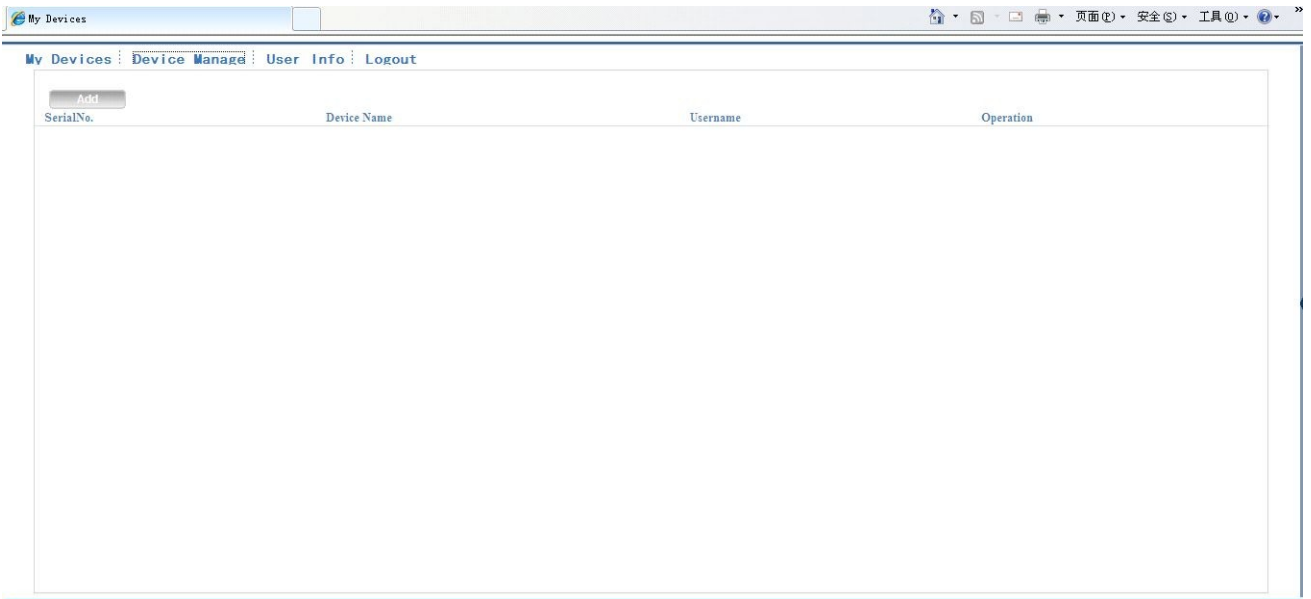 My Devices
页面(P) 安全(S) 工具(O)
My Devices Device Manage User Info Logout
Add
SerialNo. Device Name Username Operation